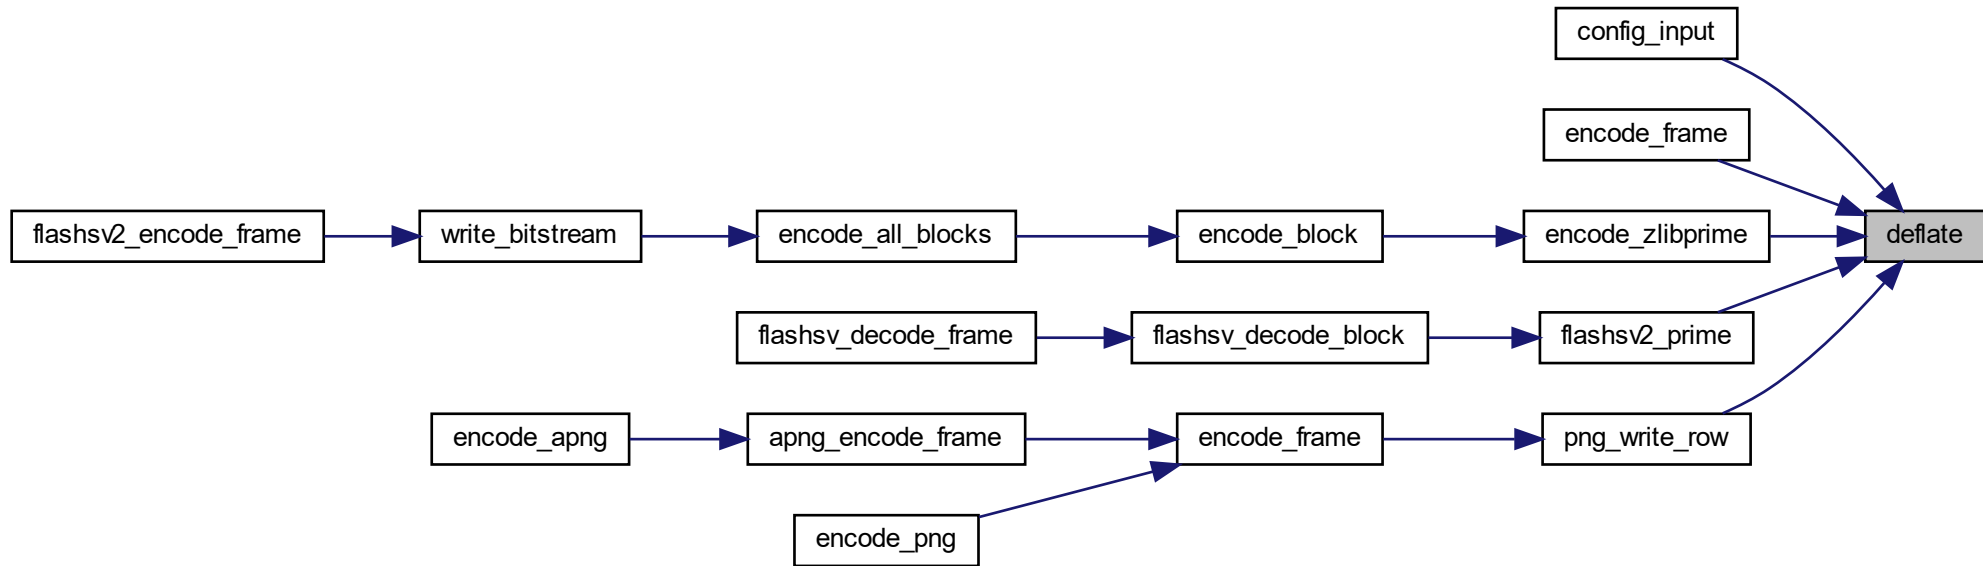 config_input
encode_frame
flashsv2_encode_frame
write_bitstream
encode_all_blocks
encode_block
encode_zlibprime
deflate
flashsv_decode_frame
flashsv_decode_block
flashsv2_prime
encode_apng
apng_encode_frame
encode_frame
png_write_row
encode_png